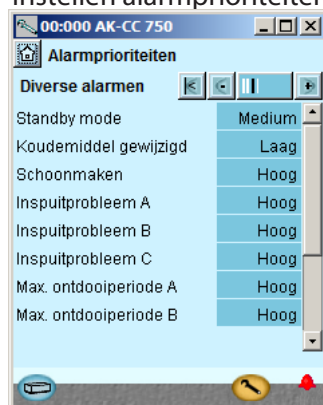 Instellen alarmprioriteiten
00:000 AK-CC 750
Alarmprioriteiten
Diverse alarmen
Standby mode Medium
Koudemiddel gewijzigd Laag
Schoonmaken Hoog
Inspuitprobleem A Hoog
Inspuitprobleem B Hoog
Inspuitprobleem C Hoog
Max. ontdooiperiode A Hoog
Max. ontdooiperiode B Hoog